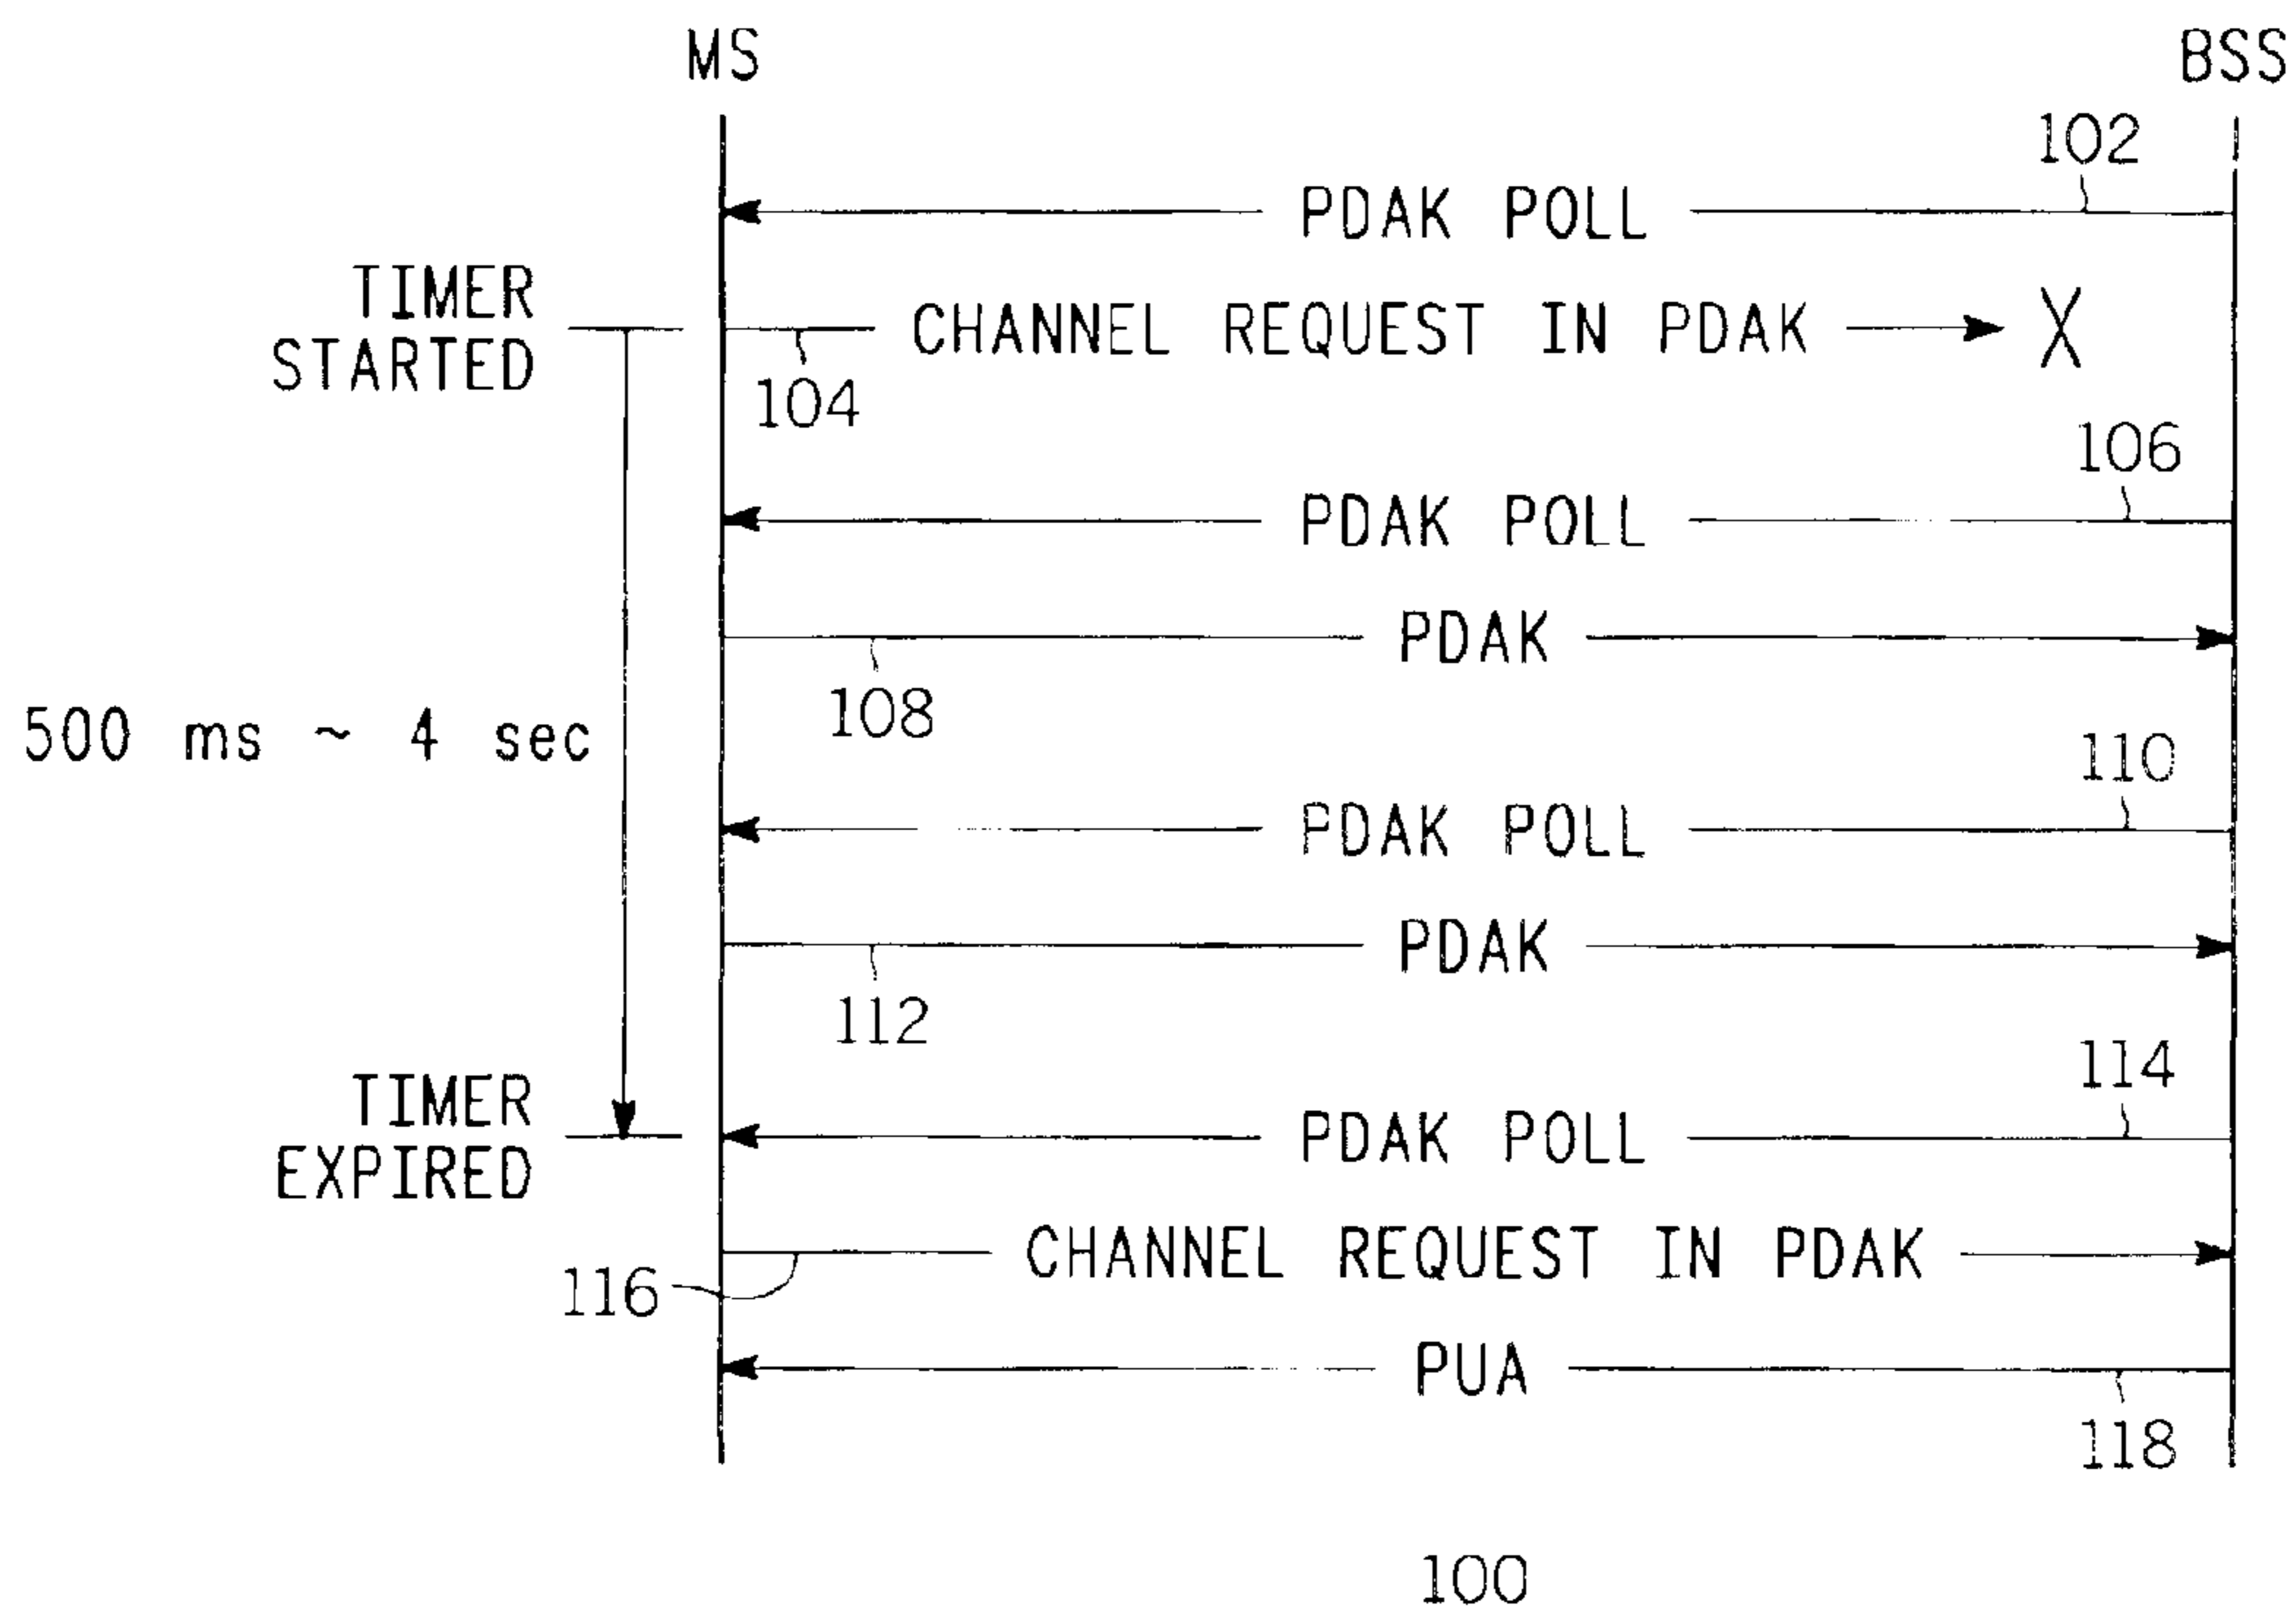 MS BSS
102
PDAK POLL
TIMER
STARTED
CHANNEL REQUEST IN PDAK X
104
106
PDAK POLL
PDAK
108
500 ms ~ 4 sec
110
PDAK POLL
PDAK
112
114
TIMER
EXPIRED
PDAK POLL
CHANNEL REQUEST IN PDAK
116
PUA
118
100